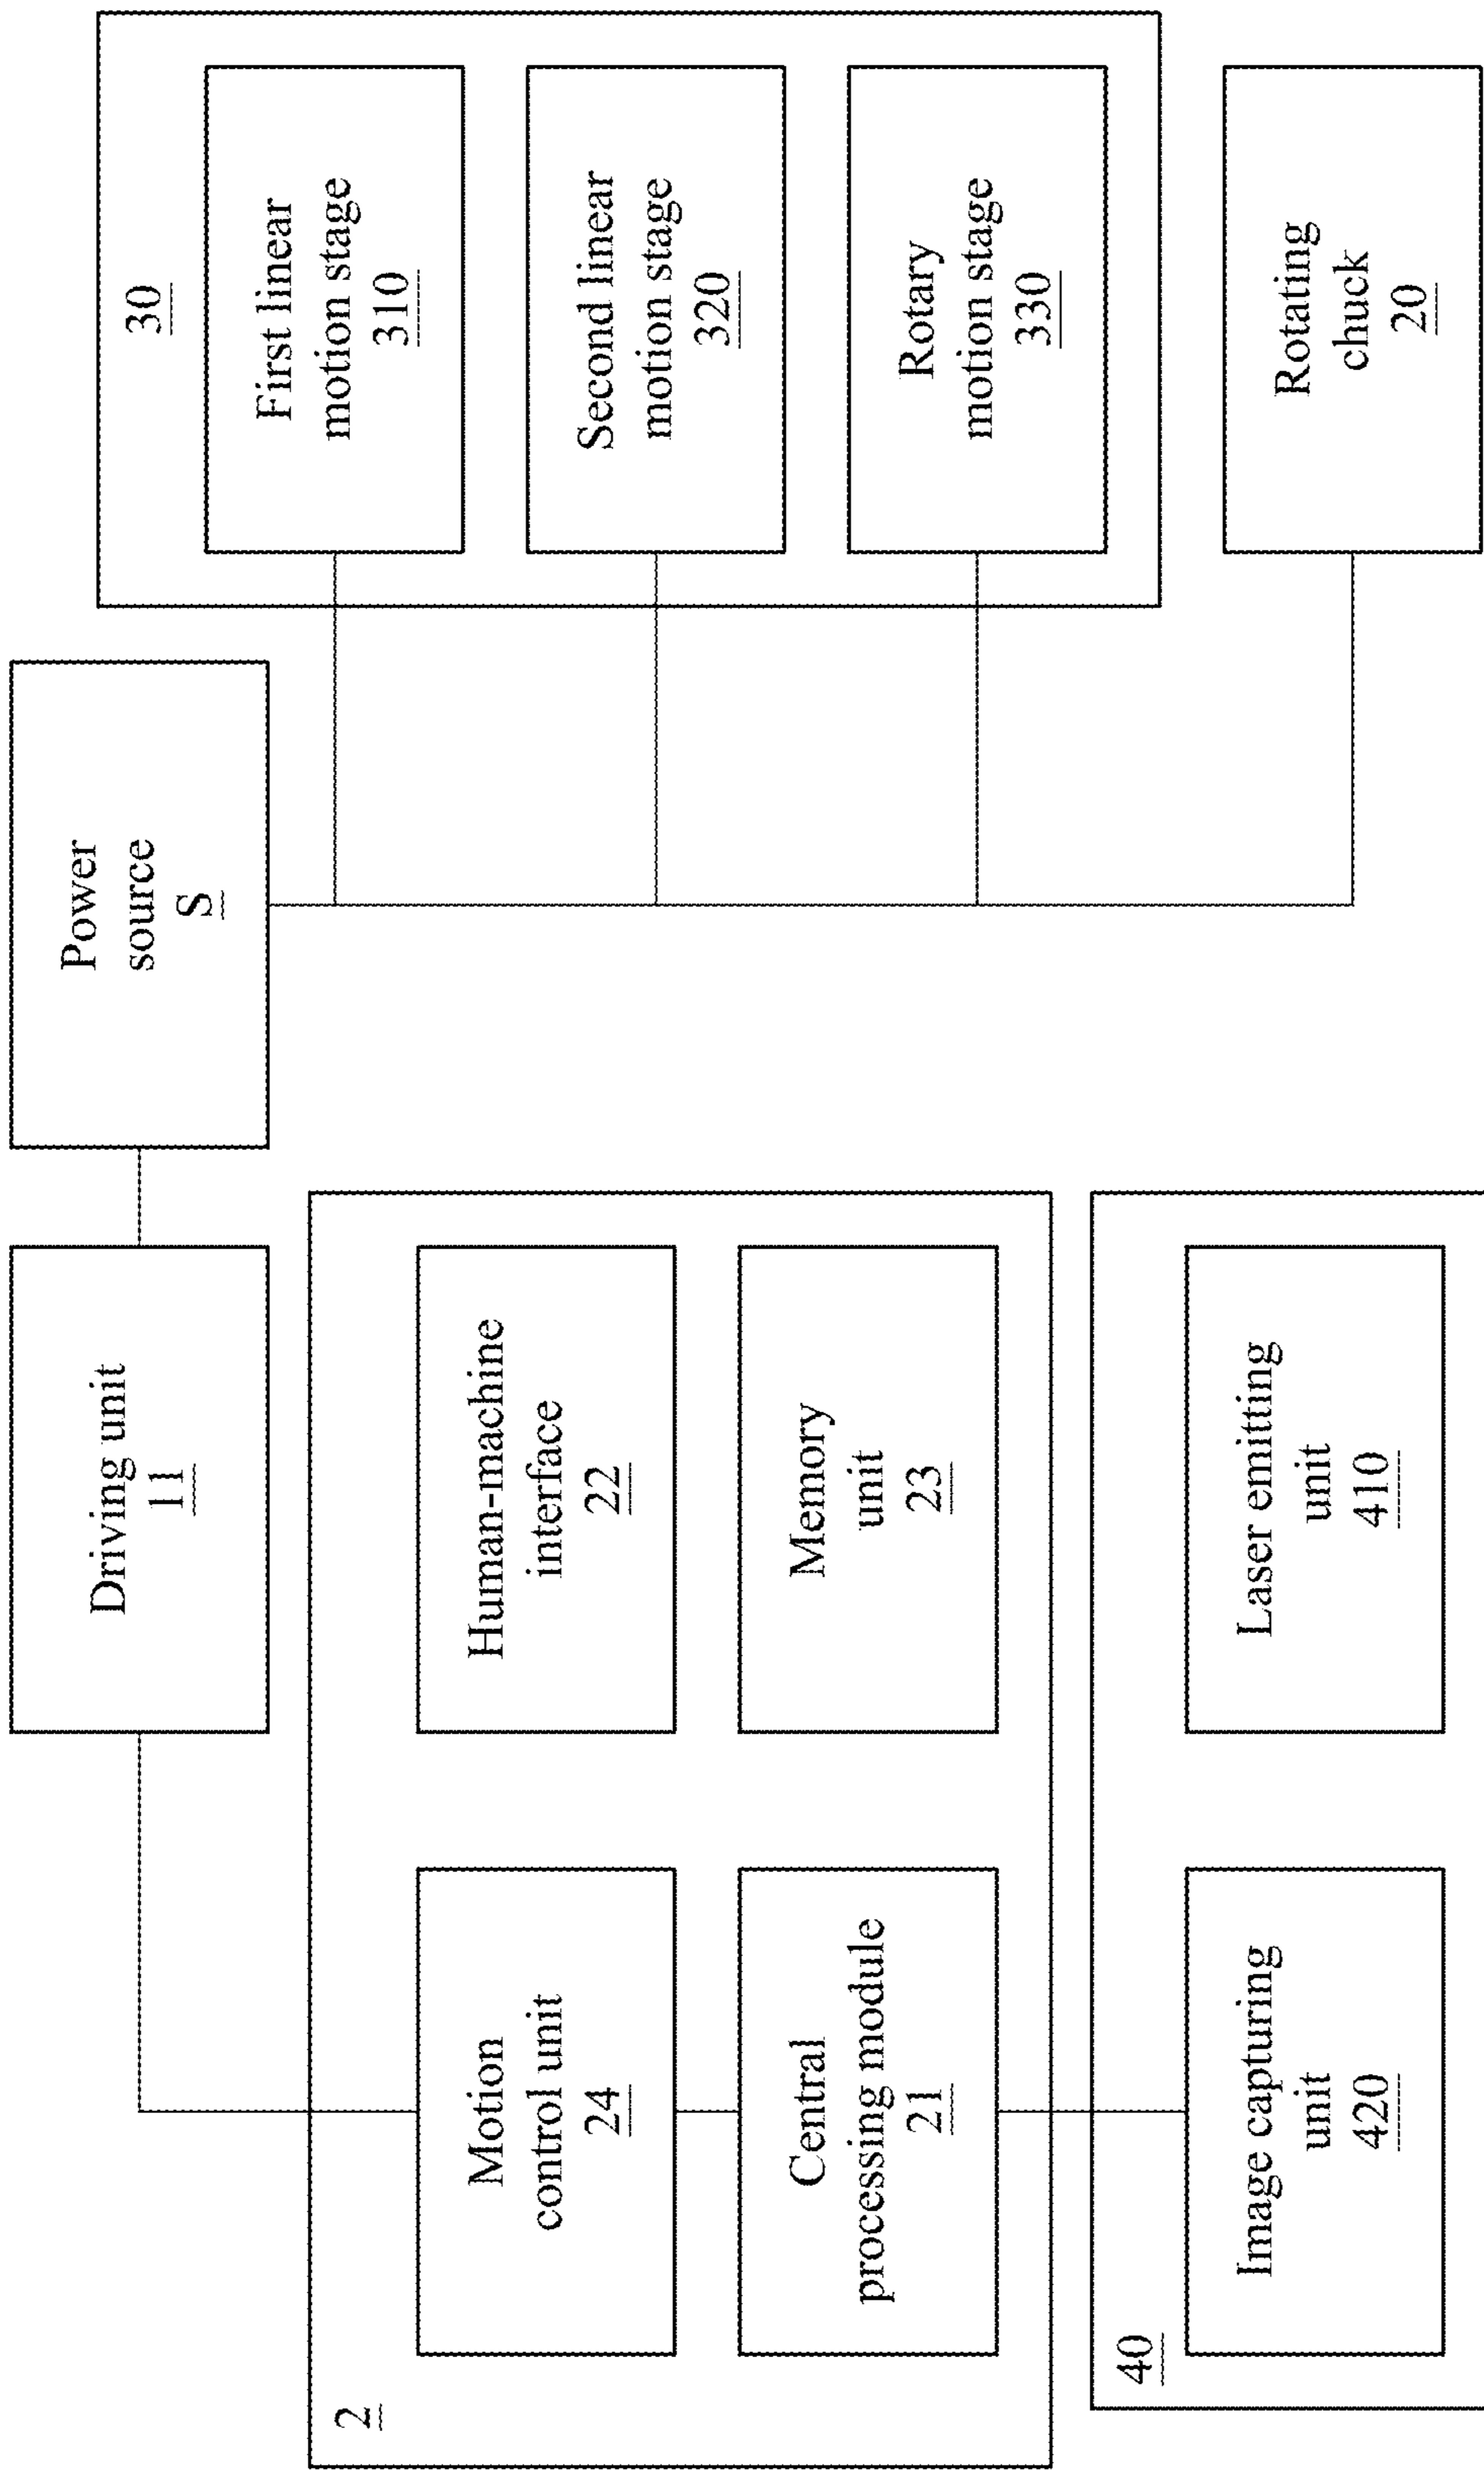 Driving unit
11
Power
source
S
2
Motion
control unit
24
Human-machine
interface
22
Central
processing module
21
Memory
unit
23
40
Image capturing
unit
420
Laser emitting
unit
410
30
First linear
motion stage
310
Second linear
motion stage
320
Rotary
motion stage
330
Rotating
chuck
20